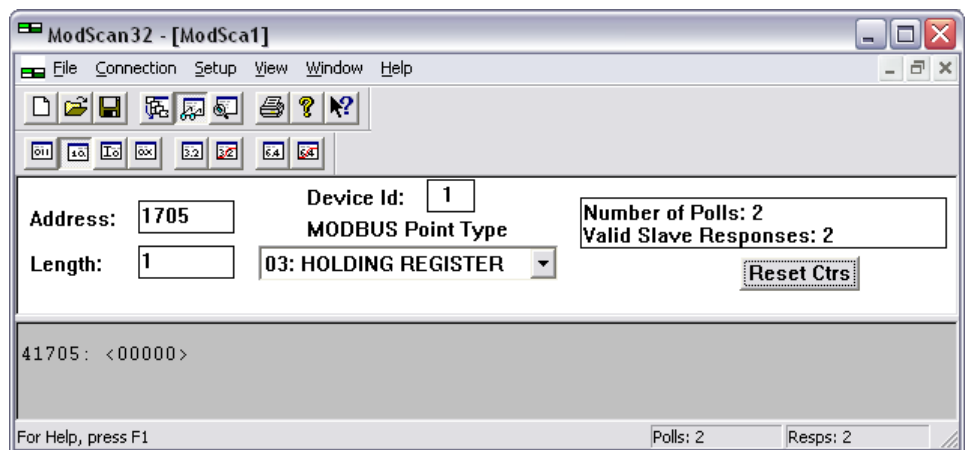 ModScan32 - [ModSca1]
File Connection Setup View Window Help
Address: 1705
Device Id: 1
MODBUS Point Type
Length: 1
03: HOLDING REGISTER
Number of Polls: 2
Valid Slave Responses: 2
Reset Ctrs
41705: <00000>
For Help, press F1
Polls: 2
Resps: 2